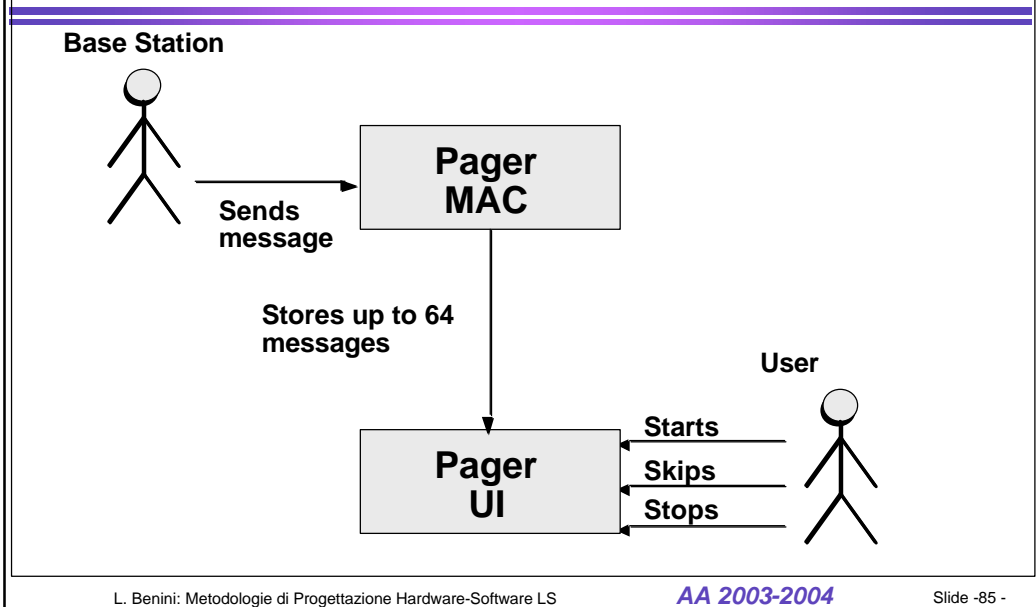 Base Station
Pager
MAC
Sends
message
Stores up to 64
messages
User
Pager
UI
Starts
Skips
Stops
L. Benini: Metodologie di Progettazione Hardware-Software LS
AA 2003-2004
Slide -85 -